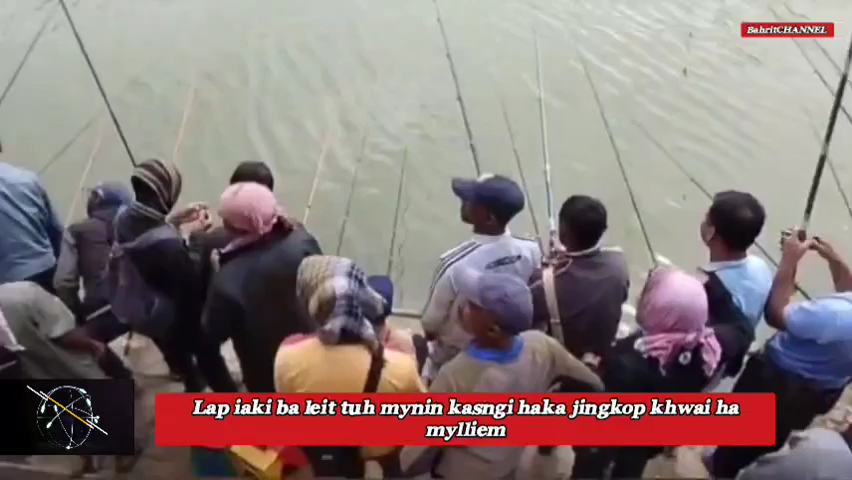 BahritCHANNEL
Lap iaki ba leit tuh mynin kasngi haka jingkop khwai ha
mylliem